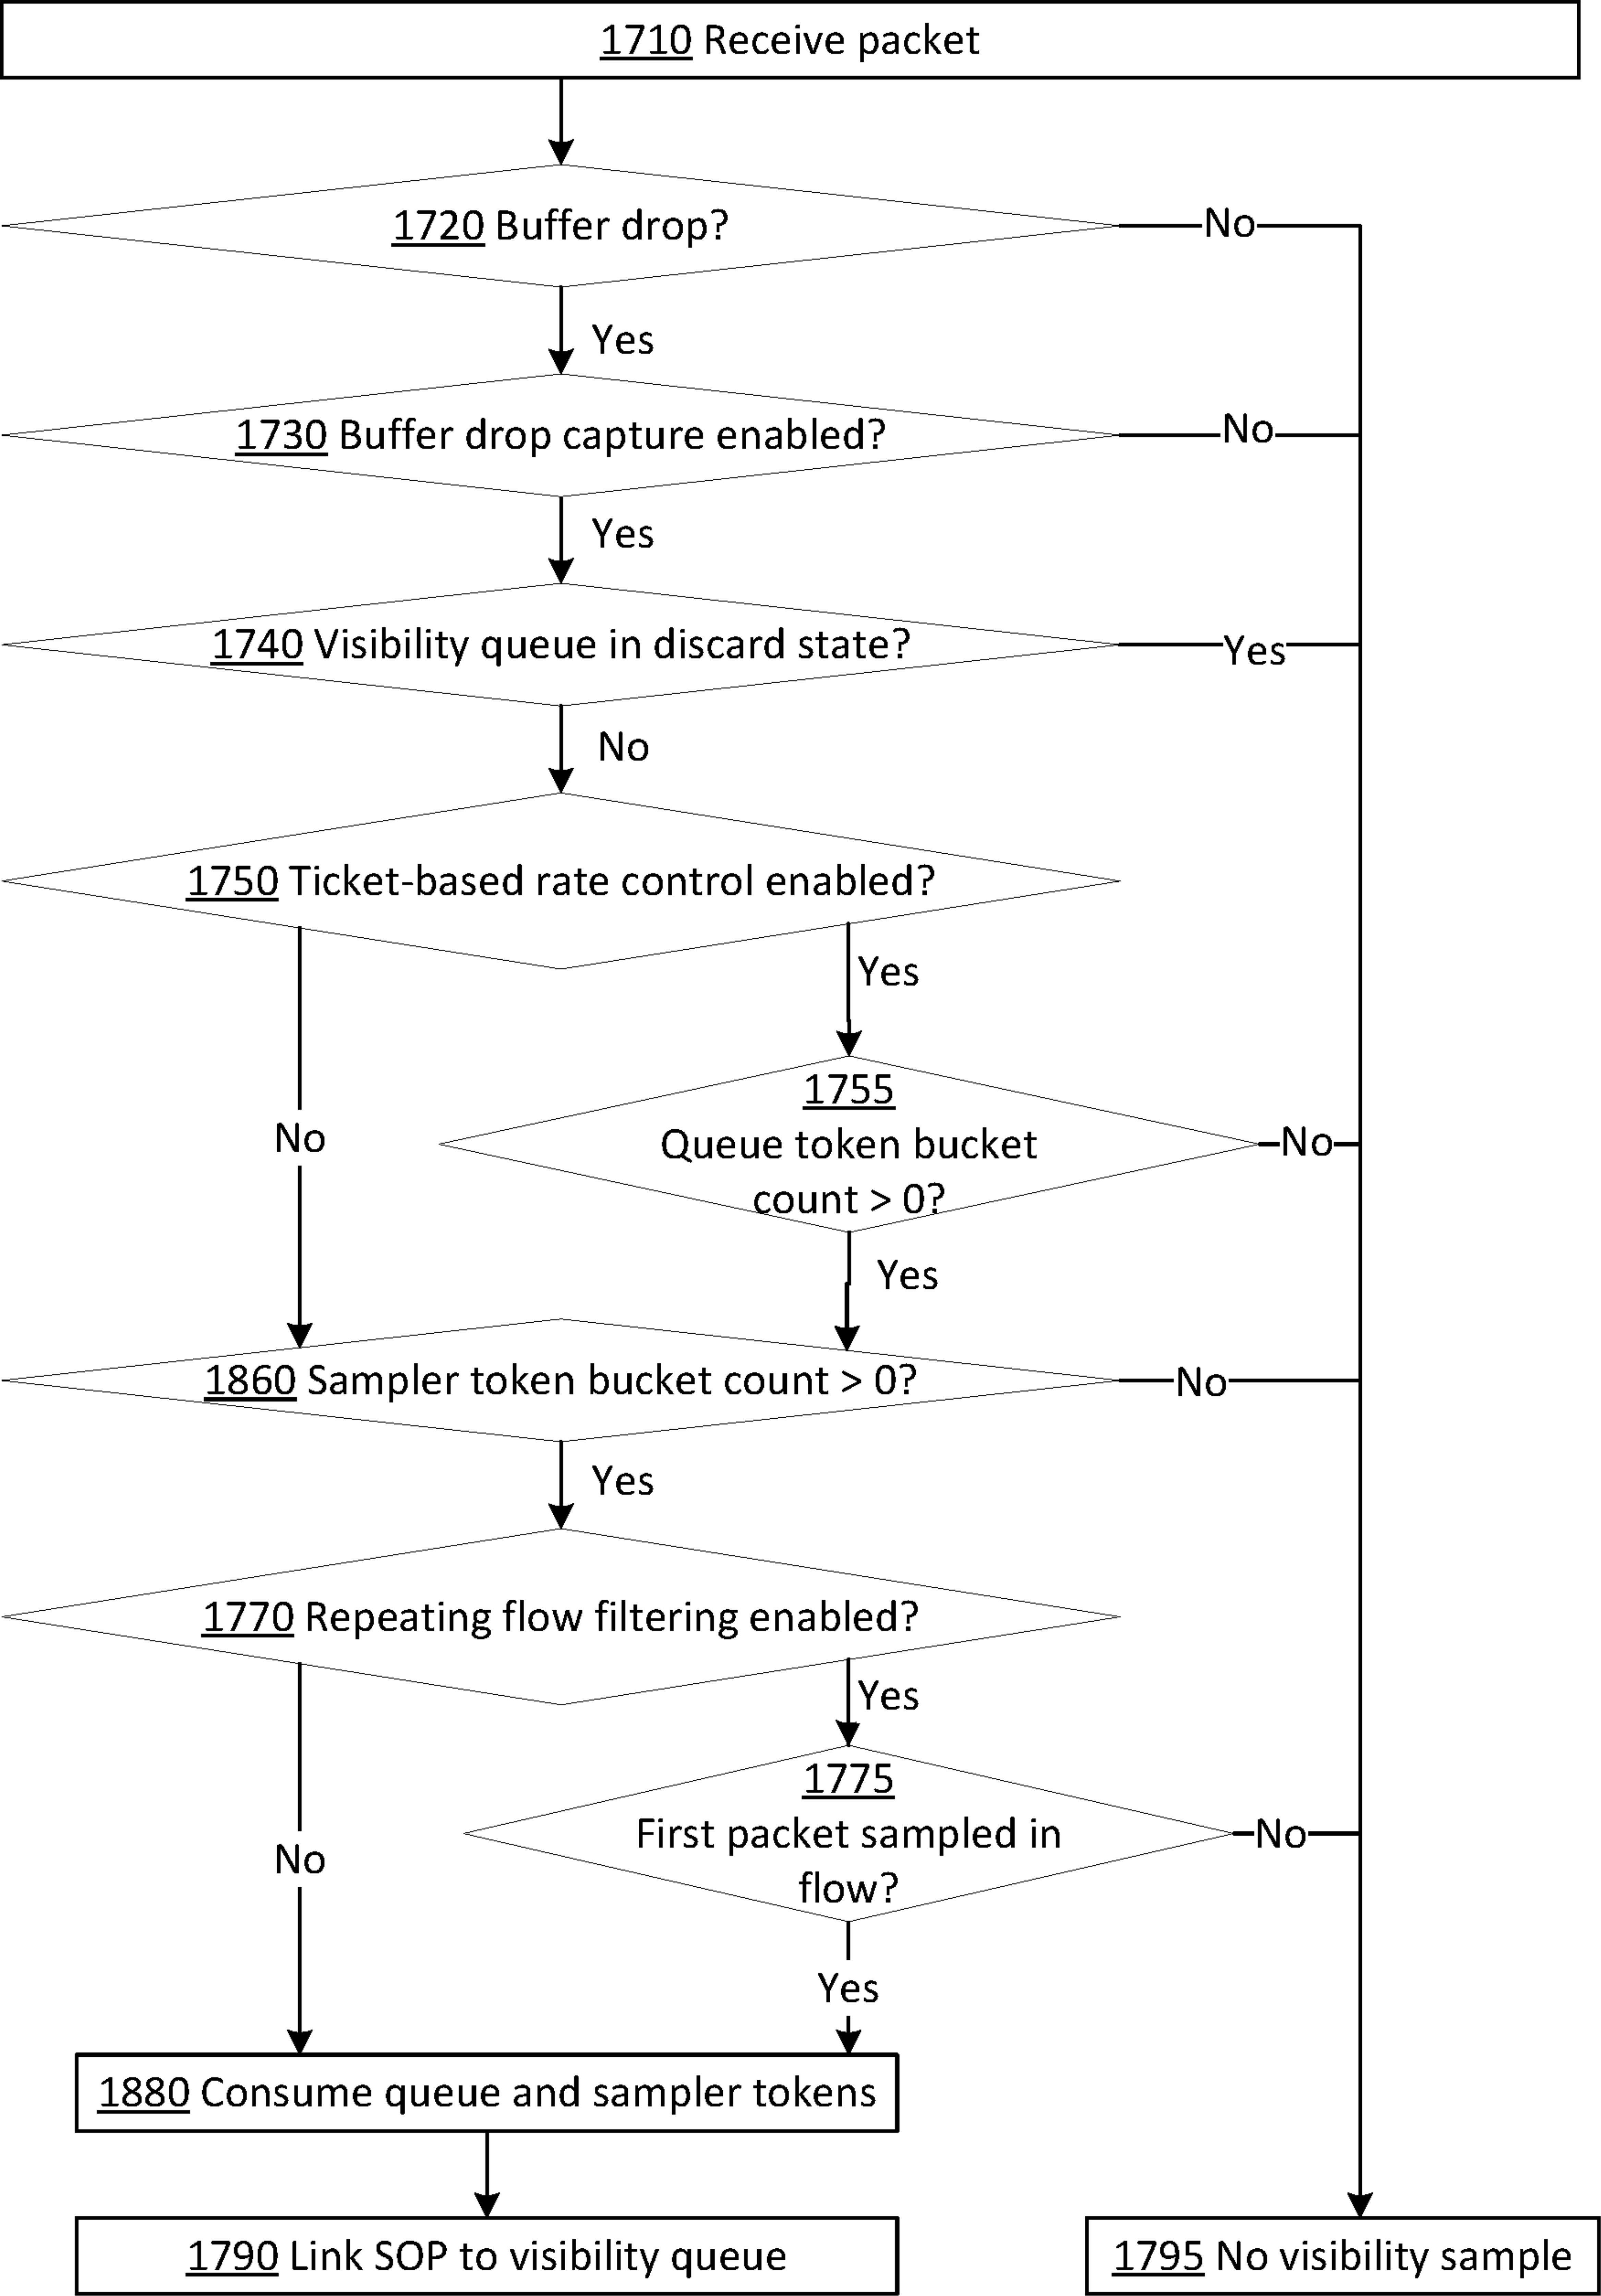 1710 Receive packet
1720 Buffer drop?
No
Yes
1730 Buffer drop capture enabled?
No
Yes
1740 Visibility queue in discard state?
Yes
No
1750 Ticket-based rate control enabled?
Yes
1755
Queue token bucket
count > 0?
No
No
Yes
1860 Sampler token bucket count > 0?
No
Yes
1770 Repeating flow filtering enabled?
Yes
1775
First packet sampled in
flow?
No
No
Yes
1880 Consume queue and sampler tokens
1790 Link SOP to visibility queue
1795 No visibility sample